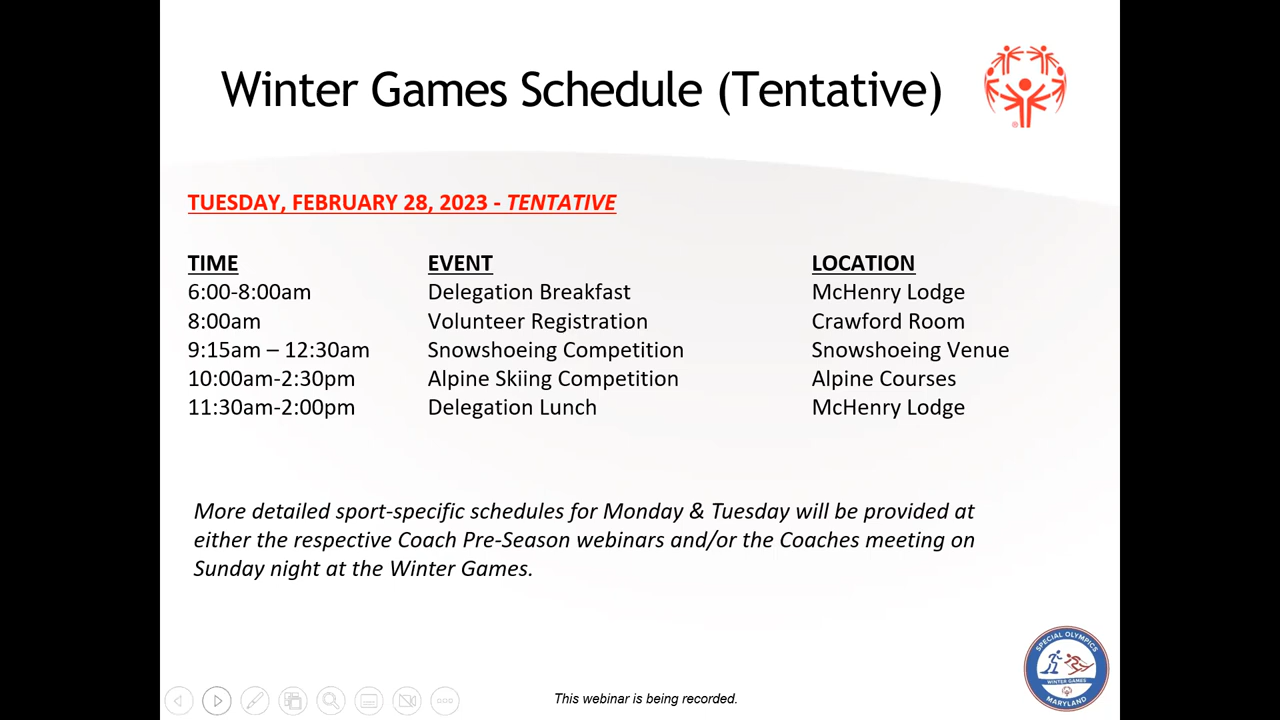 Winter Games Schedule (Tentative)
®
TUESDAY, FEBRUARY 28, 2023 - TENTATIVE
TIME EVENT LOCATION
6:00-8:00am Delegation Breakfast McHenry Lodge
8:00am Volunteer Registration Crawford Room
9:15am – 12:30am Snowshoeing Competition Snowshoeing Venue
10:00am-2:30pm Alpine Skiing Competition Alpine Courses
11:30am-2:00pm Delegation Lunch McHenry Lodge
More detailed sport-specific schedules for Monday & Tuesday will be provided at
either the respective Coach Pre-Season webinars and/or the Coaches meeting on
Sunday night at the Winter Games.
SPECIAL OLYMPICS
WINTER GAMES
MARYLAND
This webinar is being recorded.